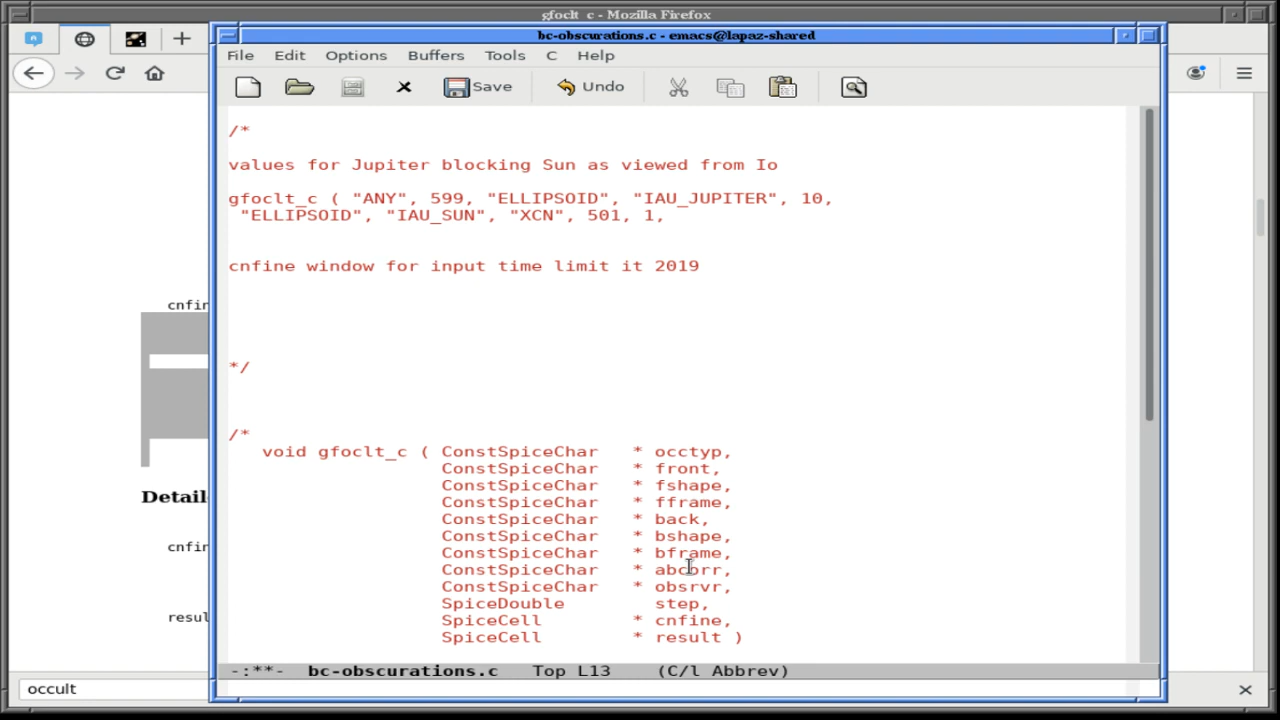 gfoclt c - Mozilla Firefox
bc-obscurations.c - emacs@lapaz-shared
File Edit Options Buffers Tools C Help
Save Undo
/*
values for Jupiter blocking Sun as viewed from Io
gfoclt_c ( "ANY", 599, "ELLIPSOID", "IAU_JUPITER", 10,
"ELLIPSOID", "IAU_SUN", "XCN", 501, 1,
cnfine window for input time limit it 2019
*/
/*
void gfoclt_c ( ConstSpiceChar * occtyp,
ConstSpiceChar * front,
ConstSpiceChar * fshape,
ConstSpiceChar * fframe,
ConstSpiceChar * back,
ConstSpiceChar * bshape,
ConstSpiceChar * bframe,
ConstSpiceChar * abcorr,
ConstSpiceChar * obsrvr,
SpiceDouble step,
SpiceCell * cnfine,
SpiceCell * result )
-:**- bc-obscurations.c Top L13 (C/l Abbrev)
cnfin
Detail
cnfin
resul
occult